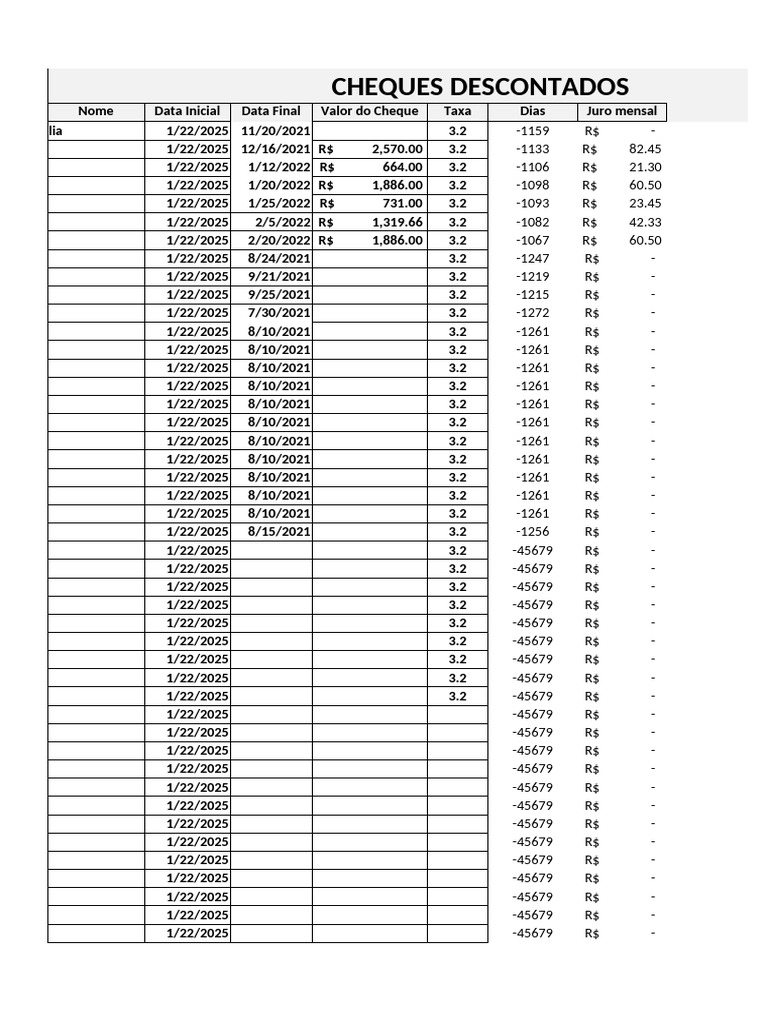 CHEQUES DESCONTADOS
Nome Data Inicial Data Final Valor do Cheque Taxa Dias Juro mensal
lia 1/22/2025 11/20/2021 3.2 -1159 R$ -
1/22/2025 12/16/2021 R$ 2,570.00 3.2 -1133 R$ 82.45
1/22/2025 1/12/2022 R$ 664.00 3.2 -1106 R$ 21.30
1/22/2025 1/20/2022 R$ 1,886.00 3.2 -1098 R$ 60.50
1/22/2025 1/25/2022 R$ 731.00 3.2 -1093 R$ 23.45
1/22/2025 2/5/2022 R$ 1,319.66 3.2 -1082 R$ 42.33
1/22/2025 2/20/2022 R$ 1,886.00 3.2 -1067 R$ 60.50
1/22/2025 8/24/2021 3.2 -1247 R$ -
1/22/2025 9/21/2021 3.2 -1219 R$ -
1/22/2025 9/25/2021 3.2 -1215 R$ -
1/22/2025 7/30/2021 3.2 -1272 R$ -
1/22/2025 8/10/2021 3.2 -1261 R$ -
1/22/2025 8/10/2021 3.2 -1261 R$ -
1/22/2025 8/10/2021 3.2 -1261 R$ -
1/22/2025 8/10/2021 3.2 -1261 R$ -
1/22/2025 8/10/2021 3.2 -1261 R$ -
1/22/2025 8/10/2021 3.2 -1261 R$ -
1/22/2025 8/10/2021 3.2 -1261 R$ -
1/22/2025 8/10/2021 3.2 -1261 R$ -
1/22/2025 8/10/2021 3.2 -1261 R$ -
1/22/2025 8/10/2021 3.2 -1261 R$ -
1/22/2025 8/10/2021 3.2 -1261 R$ -
1/22/2025 8/15/2021 3.2 -1256 R$ -
1/22/2025 3.2 -45679 R$ -
1/22/2025 3.2 -45679 R$ -
1/22/2025 3.2 -45679 R$ -
1/22/2025 3.2 -45679 R$ -
1/22/2025 3.2 -45679 R$ -
1/22/2025 3.2 -45679 R$ -
1/22/2025 3.2 -45679 R$ -
1/22/2025 3.2 -45679 R$ -
1/22/2025 3.2 -45679 R$ -
1/22/2025 -45679 R$ -
1/22/2025 -45679 R$ -
1/22/2025 -45679 R$ -
1/22/2025 -45679 R$ -
1/22/2025 -45679 R$ -
1/22/2025 -45679 R$ -
1/22/2025 -45679 R$ -
1/22/2025 -45679 R$ -
1/22/2025 -45679 R$ -
1/22/2025 -45679 R$ -
1/22/2025 -45679 R$ -
1/22/2025 -45679 R$ -
1/22/2025 -45679 R$ -